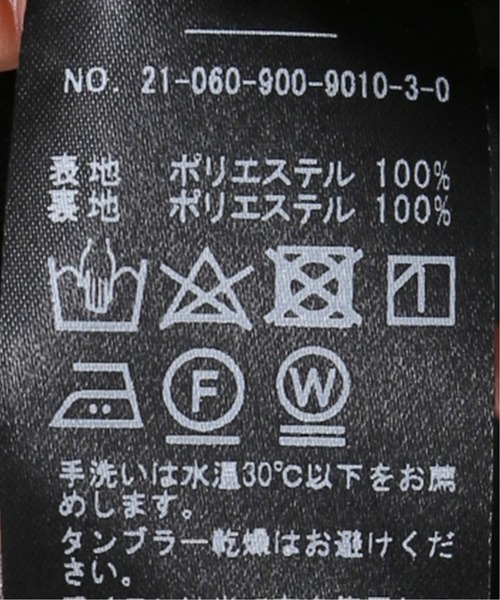 NO. 21-060-900-9010-3-0
表地 ポリエステル 100%
裏地 ポリエステル 100%
F W
手洗いは水温30℃以下をお薦
めします。
タンブラー乾燥はお避けくだ
さい。